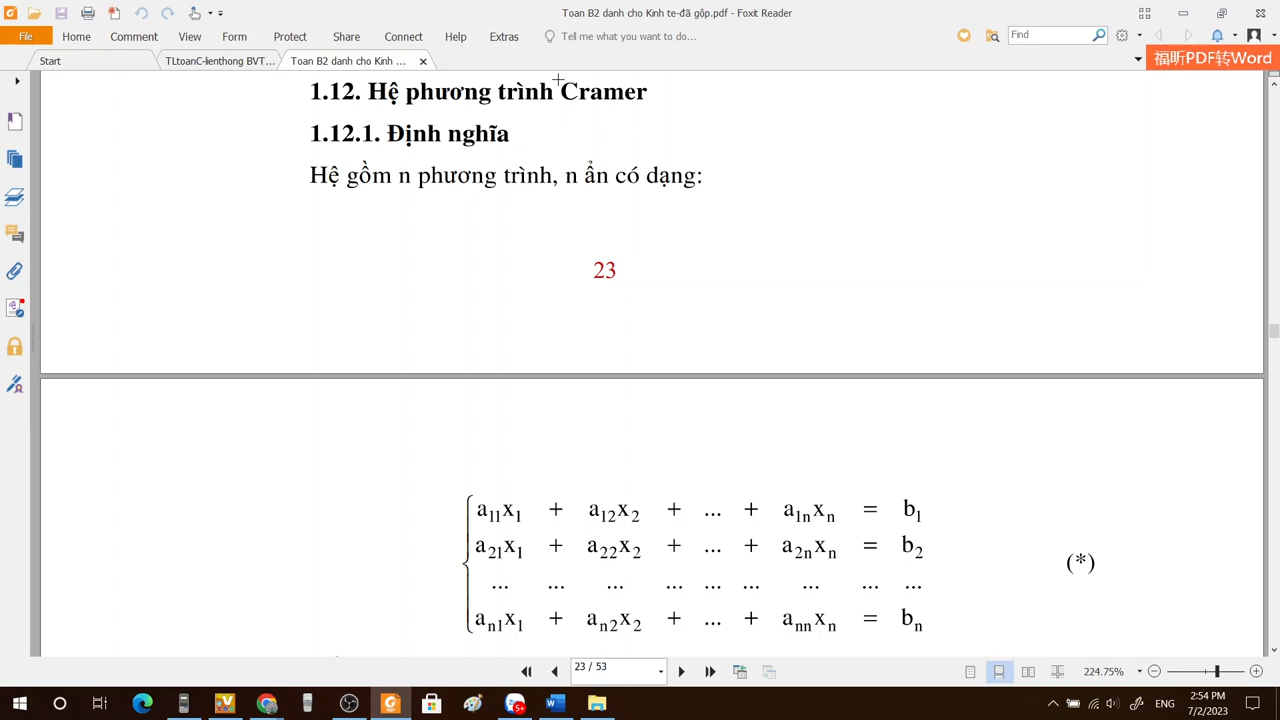 Toan B2 danh cho Kinh te-đã gộp.pdf - Foxit Reader
File Home Comment View Form Protect Share Connect Help Extras Tell me what you want to do... Find
Start TLtoanC-lienthong BVT... Toan B2 danh cho Kinh ... 福昕PDF转Word
1.12. Hệ phương trình Cramer
1.12.1. Định nghĩa
Hệ gồm n phương trình, n ẩn có dạng:
23
a11x1 + a12x2 + ... + a1nxn = b1
a21x1 + a22x2 + ... + a2nxn = b2
(*)
... ... ... ... ... ... ... ... ...
an1x1 + an2x2 + ... + annxn = bn
23 / 53 224.75%
5+ ENG 2:54 PM
7/2/2023